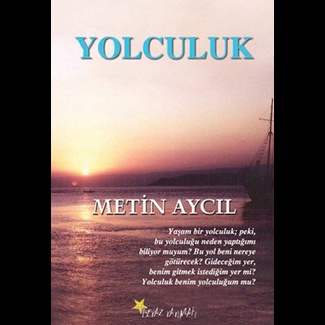 YOLCULUK
METİN AYCIL
Yaşam bir yolculuk; peki,
bu yolculuğu neden yaptığımı
biliyor muyum? Bu yol beni nereye
götürecek? Gideceğim yer,
benim gitmek istediğim yer mi?
Yolculuk benim yolculuğum mu?